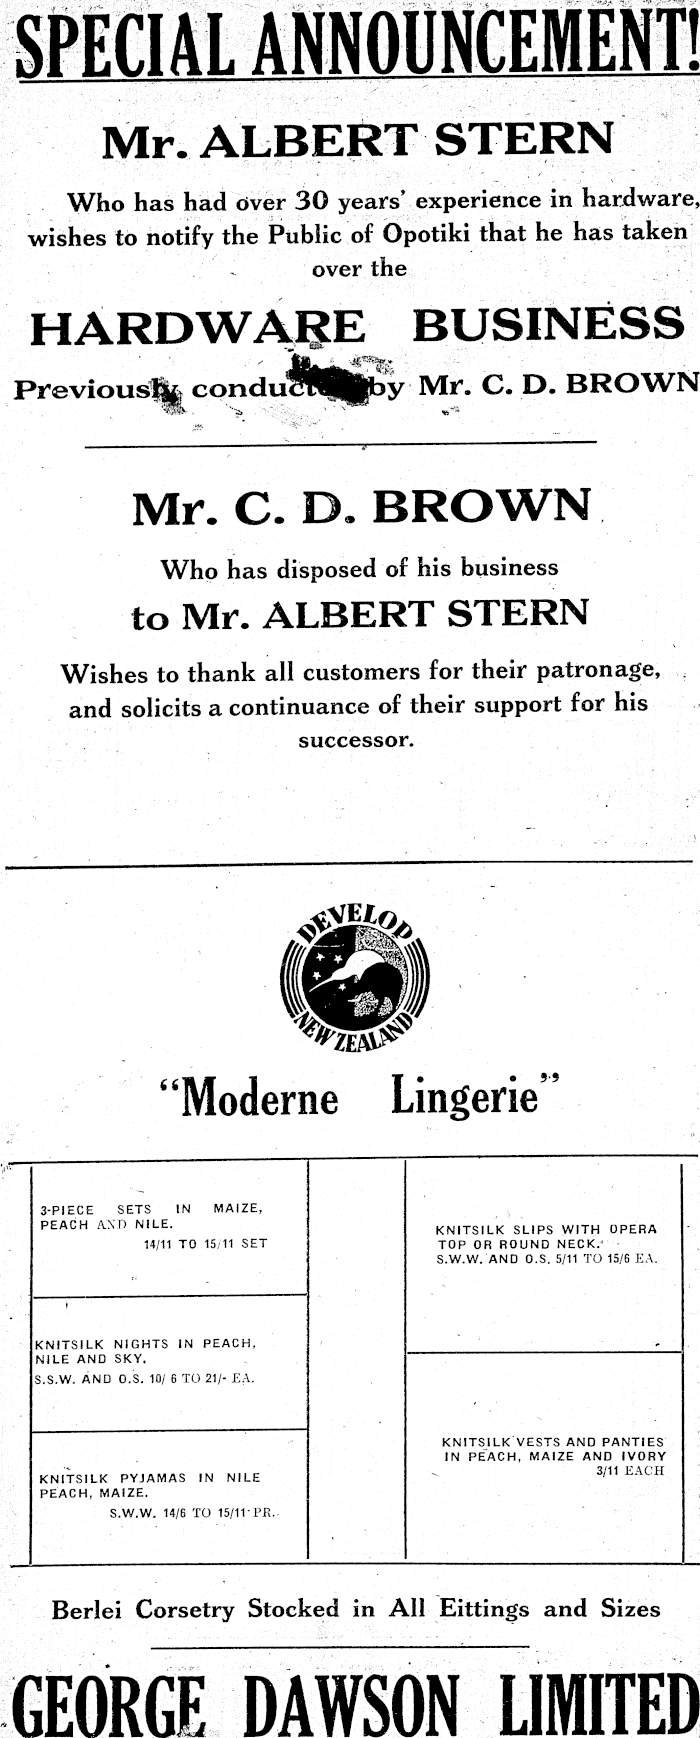 SPECIAL ANNOUNCEMENT!
Mr. ALBERT STERN
Who has had over 30 years' experience in hardware,
wishes to notify the Public of Opotiki that he has taken
over the
HARDWARE BUSINESS
Previously conducted by Mr. C. D. BROWN
Mr. C. D. BROWN
Who has disposed of his business
to Mr. ALBERT STERN
Wishes to thank all customers for their patronage,
and solicits a continuance of their support for his
successor.
DEVELOP
NEW ZEALAND
“Moderne Lingerie”
3-PIECE SETS IN MAIZE,
PEACH AND NILE.
14/11 TO 15/11 SET
KNITSILK NIGHTS IN PEACH,
NILE AND SKY.
S.S.W. AND O.S. 10/ 6 TO 21/- EA.
KNITSILK PYJAMAS IN NILE
PEACH, MAIZE.
S.W.W. 14/6 TO 15/11 PR.
KNITSILK SLIPS WITH OPERA
TOP OR ROUND NECK.
S.W.W. AND O.S. 5/11 TO 15/6 EA.
KNITSILK VESTS AND PANTIES
IN PEACH, MAIZE AND IVORY
3/11 EACH
Berlei Corsetry Stocked in All Eittings and Sizes
GEORGE DAWSON LIMITED